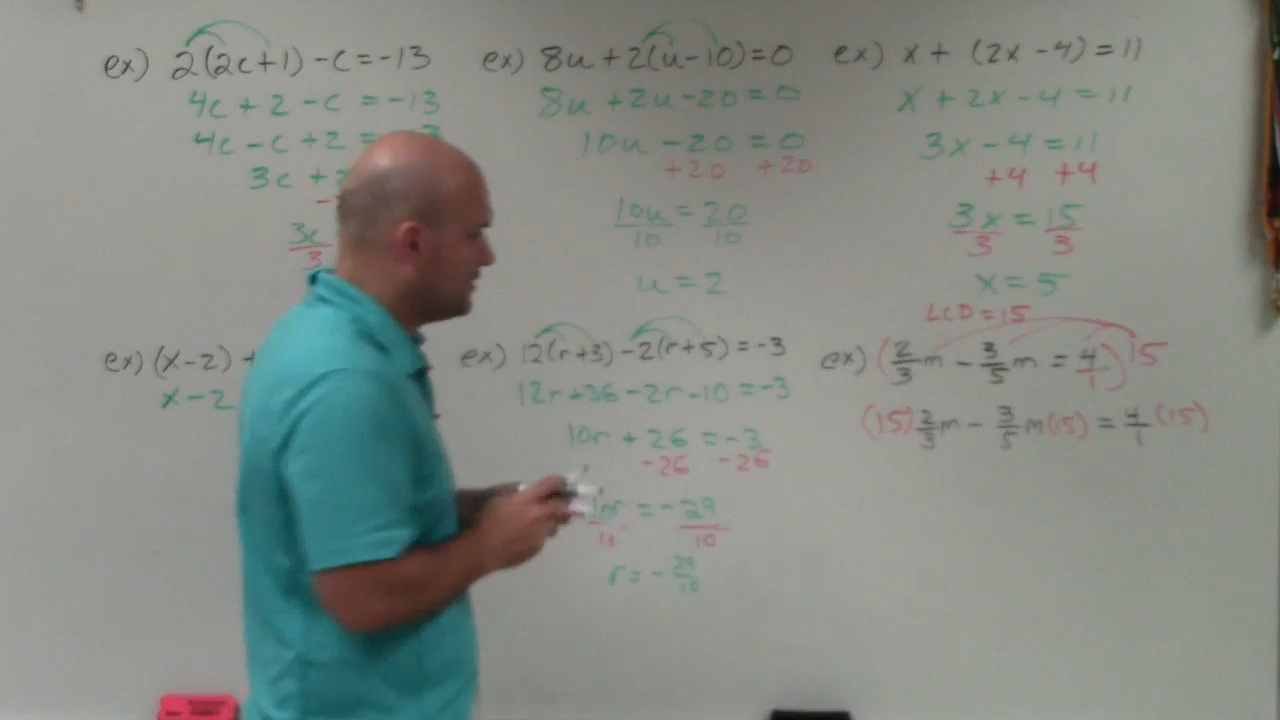 ex) 2(2c+1) - c = -13
4c + 2 - c = -13
4c - c + 2 =
3c +
3c
3
ex) 8u + 2(u - 10) = 0
8u + 2u - 20 = 0
10u - 20 = 0
+20 +20
10u = 20
10 10
u = 2
ex) x + (2x - 4) = 11
x + 2x - 4 = 11
3x - 4 = 11
+4 +4
3x = 15
3 3
x = 5
ex) (x-2) +
x - 2
ex) 12(r+3) - 2(r+5) = -3
12r + 36 - 2r - 10 = -3
10r + 26 = -3
-26 -26
10r = -29
10 10
r = -29/10
LCD = 15
ex) (2/3 m - 3/5 m = 4/1) 15
(15) 2/3 m - 3/5 m (15) = 4/1 (15)